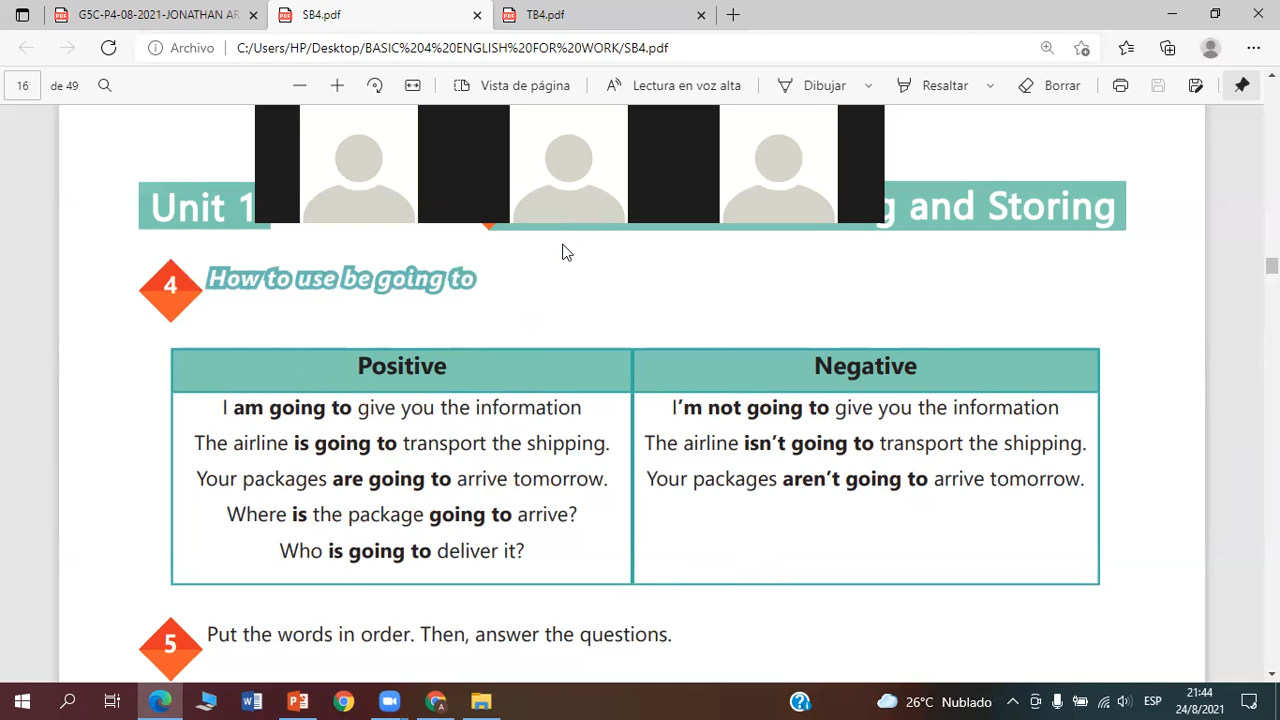 G5C-P4-08-2021-JONATHAN AR
SB4.pdf
TB4.pdf
Archivo
C:/Users/HP/Desktop/BASIC%204%20ENGLISH%20FOR%20WORK/SB4.pdf
16
de 49
Vista de página
Lectura en voz alta
Dibujar
Resaltar
Borrar
Unit 1
g and Storing
4
How to use be going to
Positive
Negative
I am going to give you the information
I'm not going to give you the information
The airline is going to transport the shipping.
The airline isn't going to transport the shipping.
Your packages are going to arrive tomorrow.
Your packages aren't going to arrive tomorrow.
Where is the package going to arrive?
Who is going to deliver it?
5
Put the words in order. Then, answer the questions.
26°C Nublado
ESP
21:44
24/8/2021